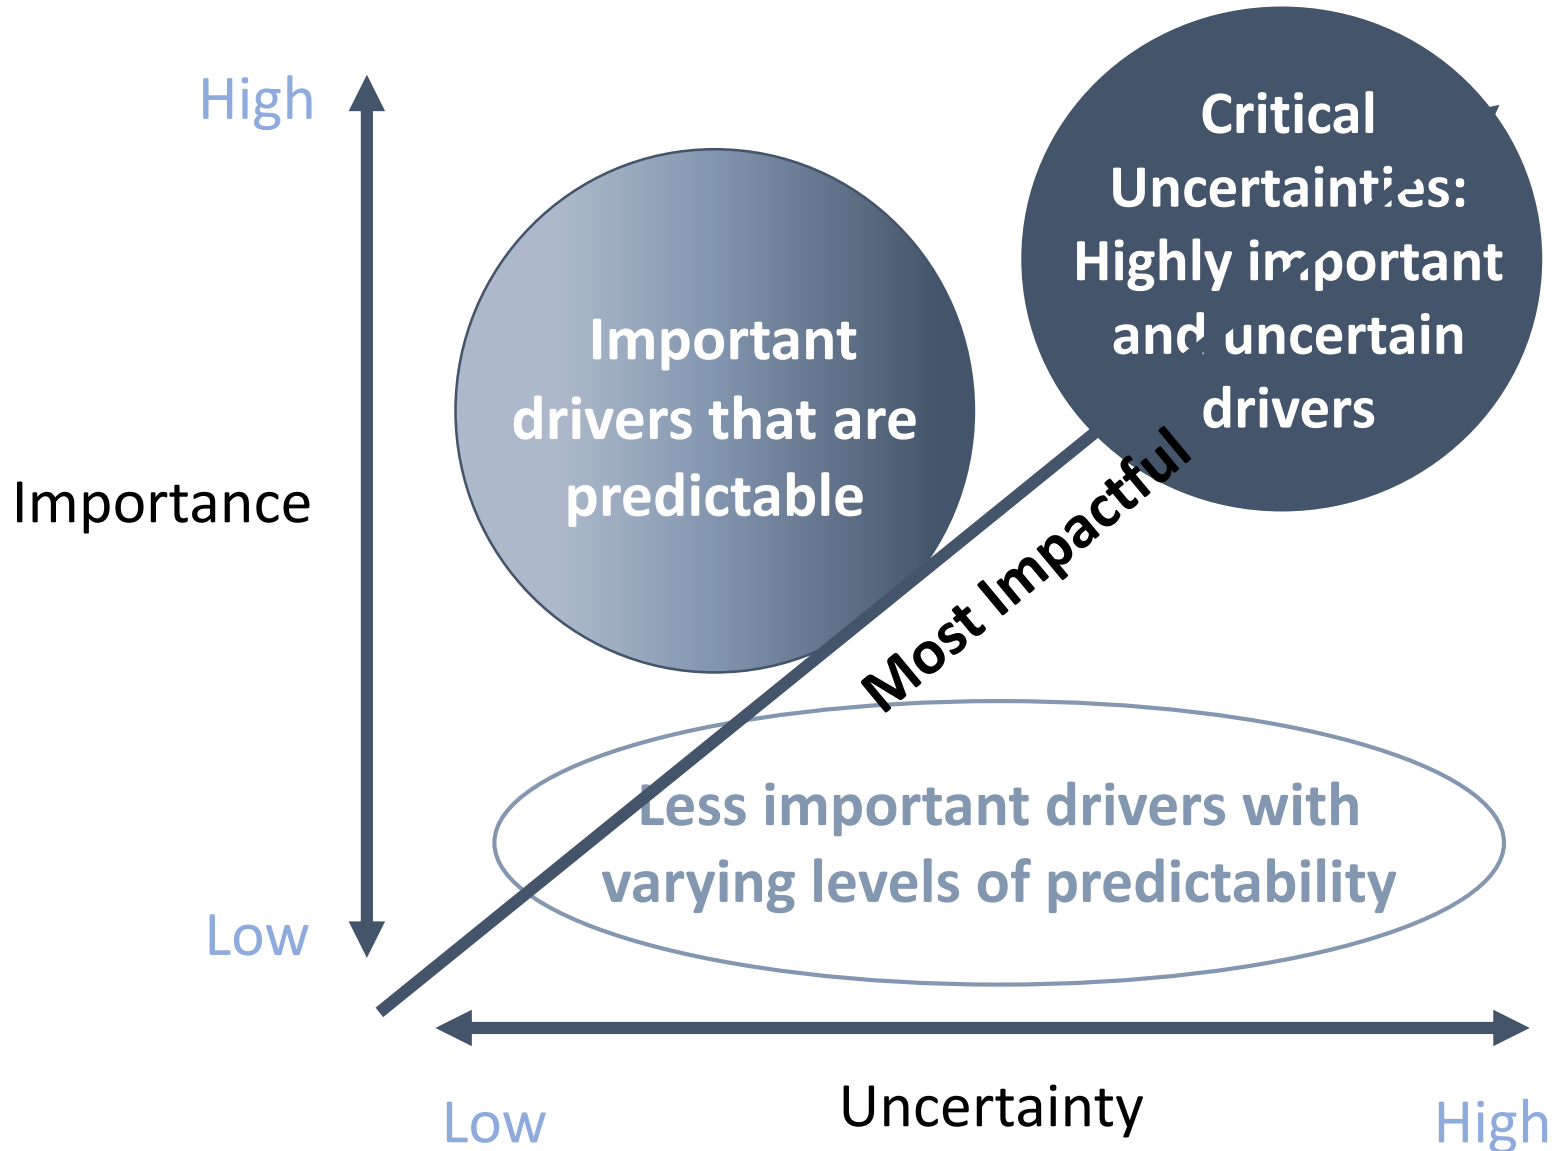 High
Critical
Uncertainties:
Highly important
and uncertain
drivers
Important
drivers that are
predictable
Importance
Most Impactful
Less important drivers with
varying levels of predictability
Low
Uncertainty
Low
High